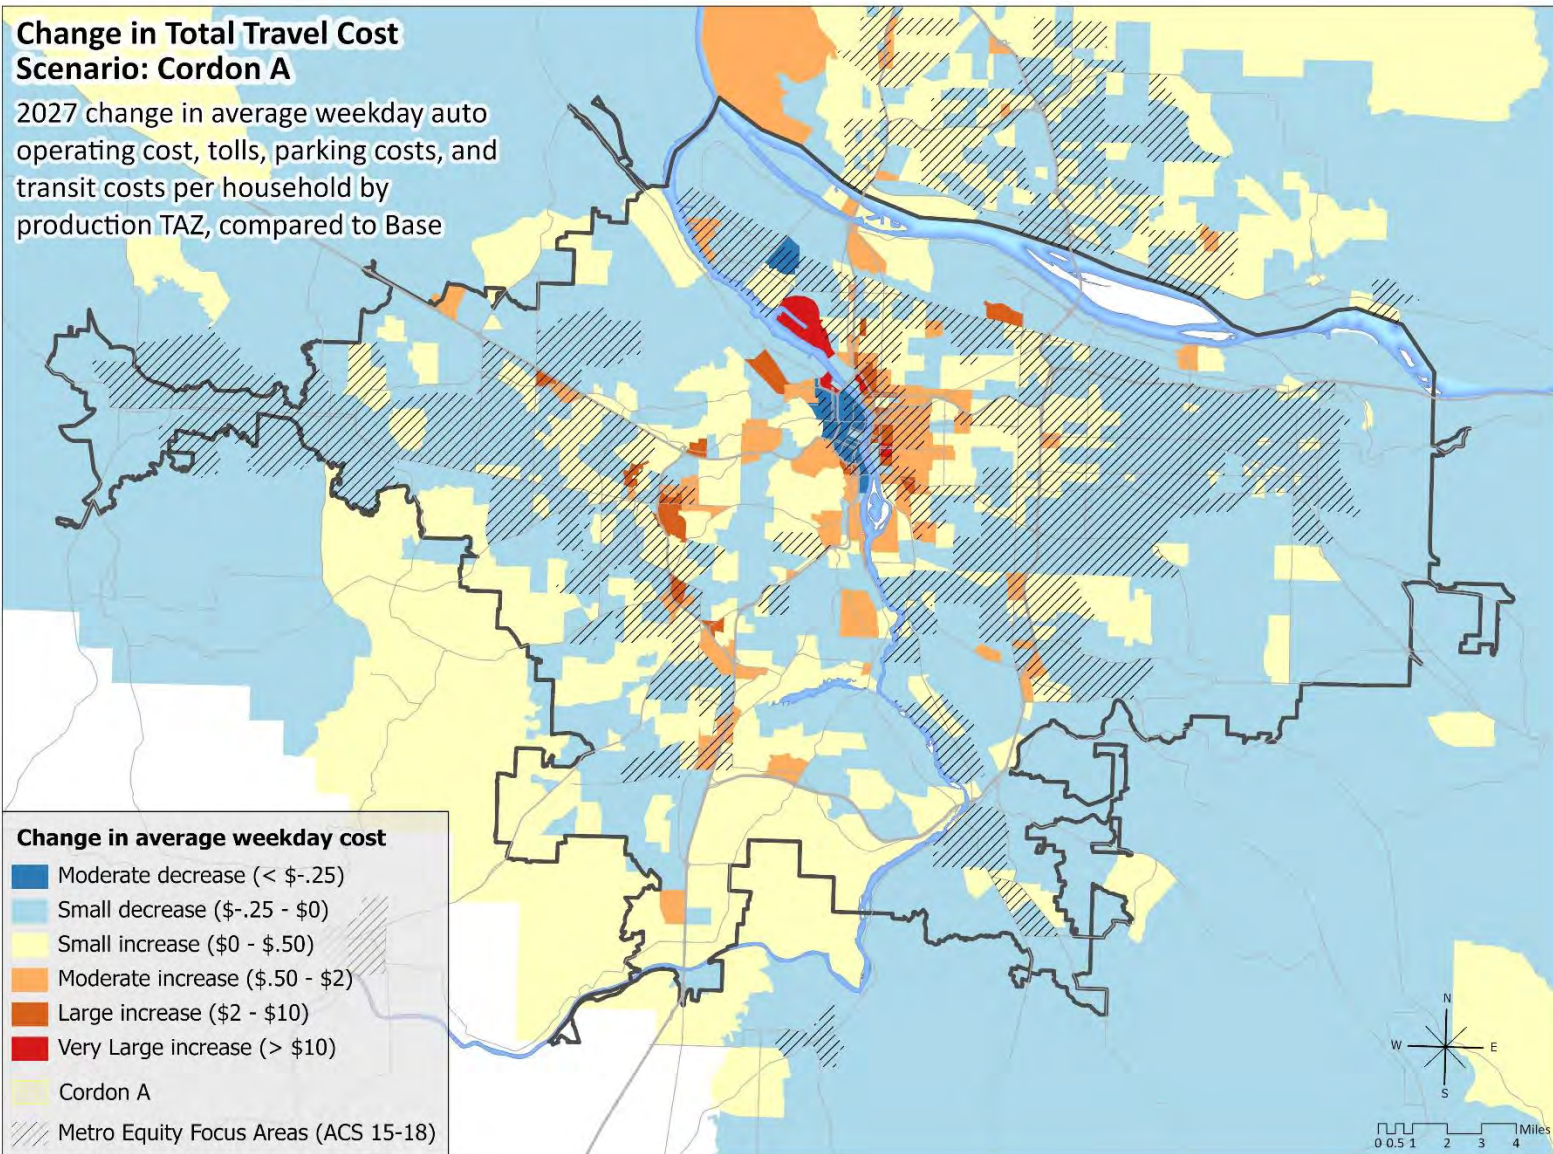 Change in Total Travel Cost
Scenario: Cordon A
2027 change in average weekday auto
operating cost, tolls, parking costs, and
transit costs per household by
production TAZ, compared to Base
Change in average weekday cost
Moderate decrease (< $-.25)
Small decrease ($-.25 - $0)
Small increase ($0 - $.50)
Moderate increase ($.50 - $2)
Large increase ($2 - $10)
Very Large increase (> $10)
Cordon A
Metro Equity Focus Areas (ACS 15-18)
N
W E
S
Miles
0 0.5 1 2 3 4